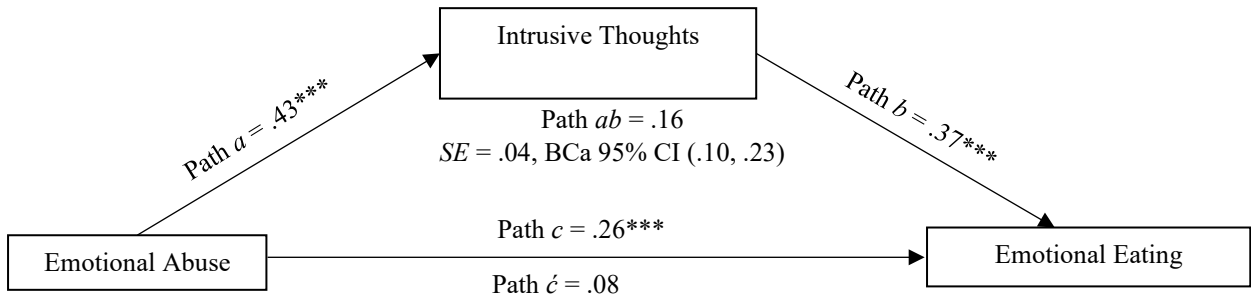 Intrusive Thoughts
Path a = .43***
Path b = .37***
Path ab = .16
SE = .04, BCa 95% CI (.10, .23)
Path c = .26***
Emotional Abuse
Emotional Eating
Path ć = .08